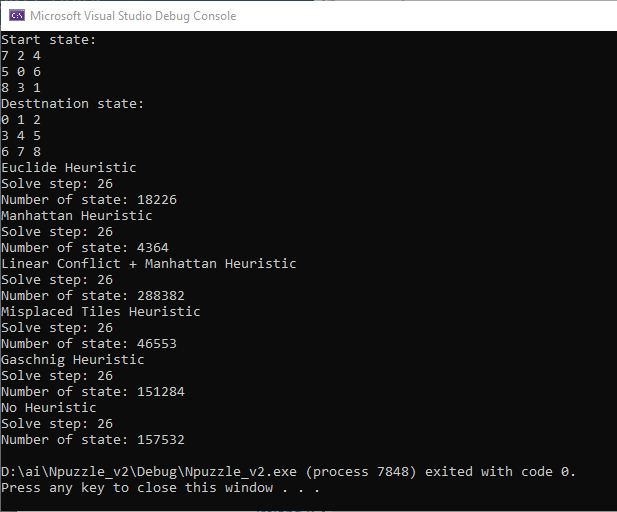 Microsoft Visual Studio Debug Console
Start state:
7 2 4
5 0 6
8 3 1
Desttnation state:
0 1 2
3 4 5
6 7 8
Euclide Heuristic
Solve step: 26
Number of state: 18226
Manhattan Heuristic
Solve step: 26
Number of state: 4364
Linear Conflict + Manhattan Heuristic
Solve step: 26
Number of state: 288382
Misplaced Tiles Heuristic
Solve step: 26
Number of state: 46553
Gaschnig Heuristic
Solve step: 26
Number of state: 151284
No Heuristic
Solve step: 26
Number of state: 157532
D:\ai\Npuzzle_v2\Debug\Npuzzle_v2.exe (process 7848) exited with code 0.
Press any key to close this window . . .